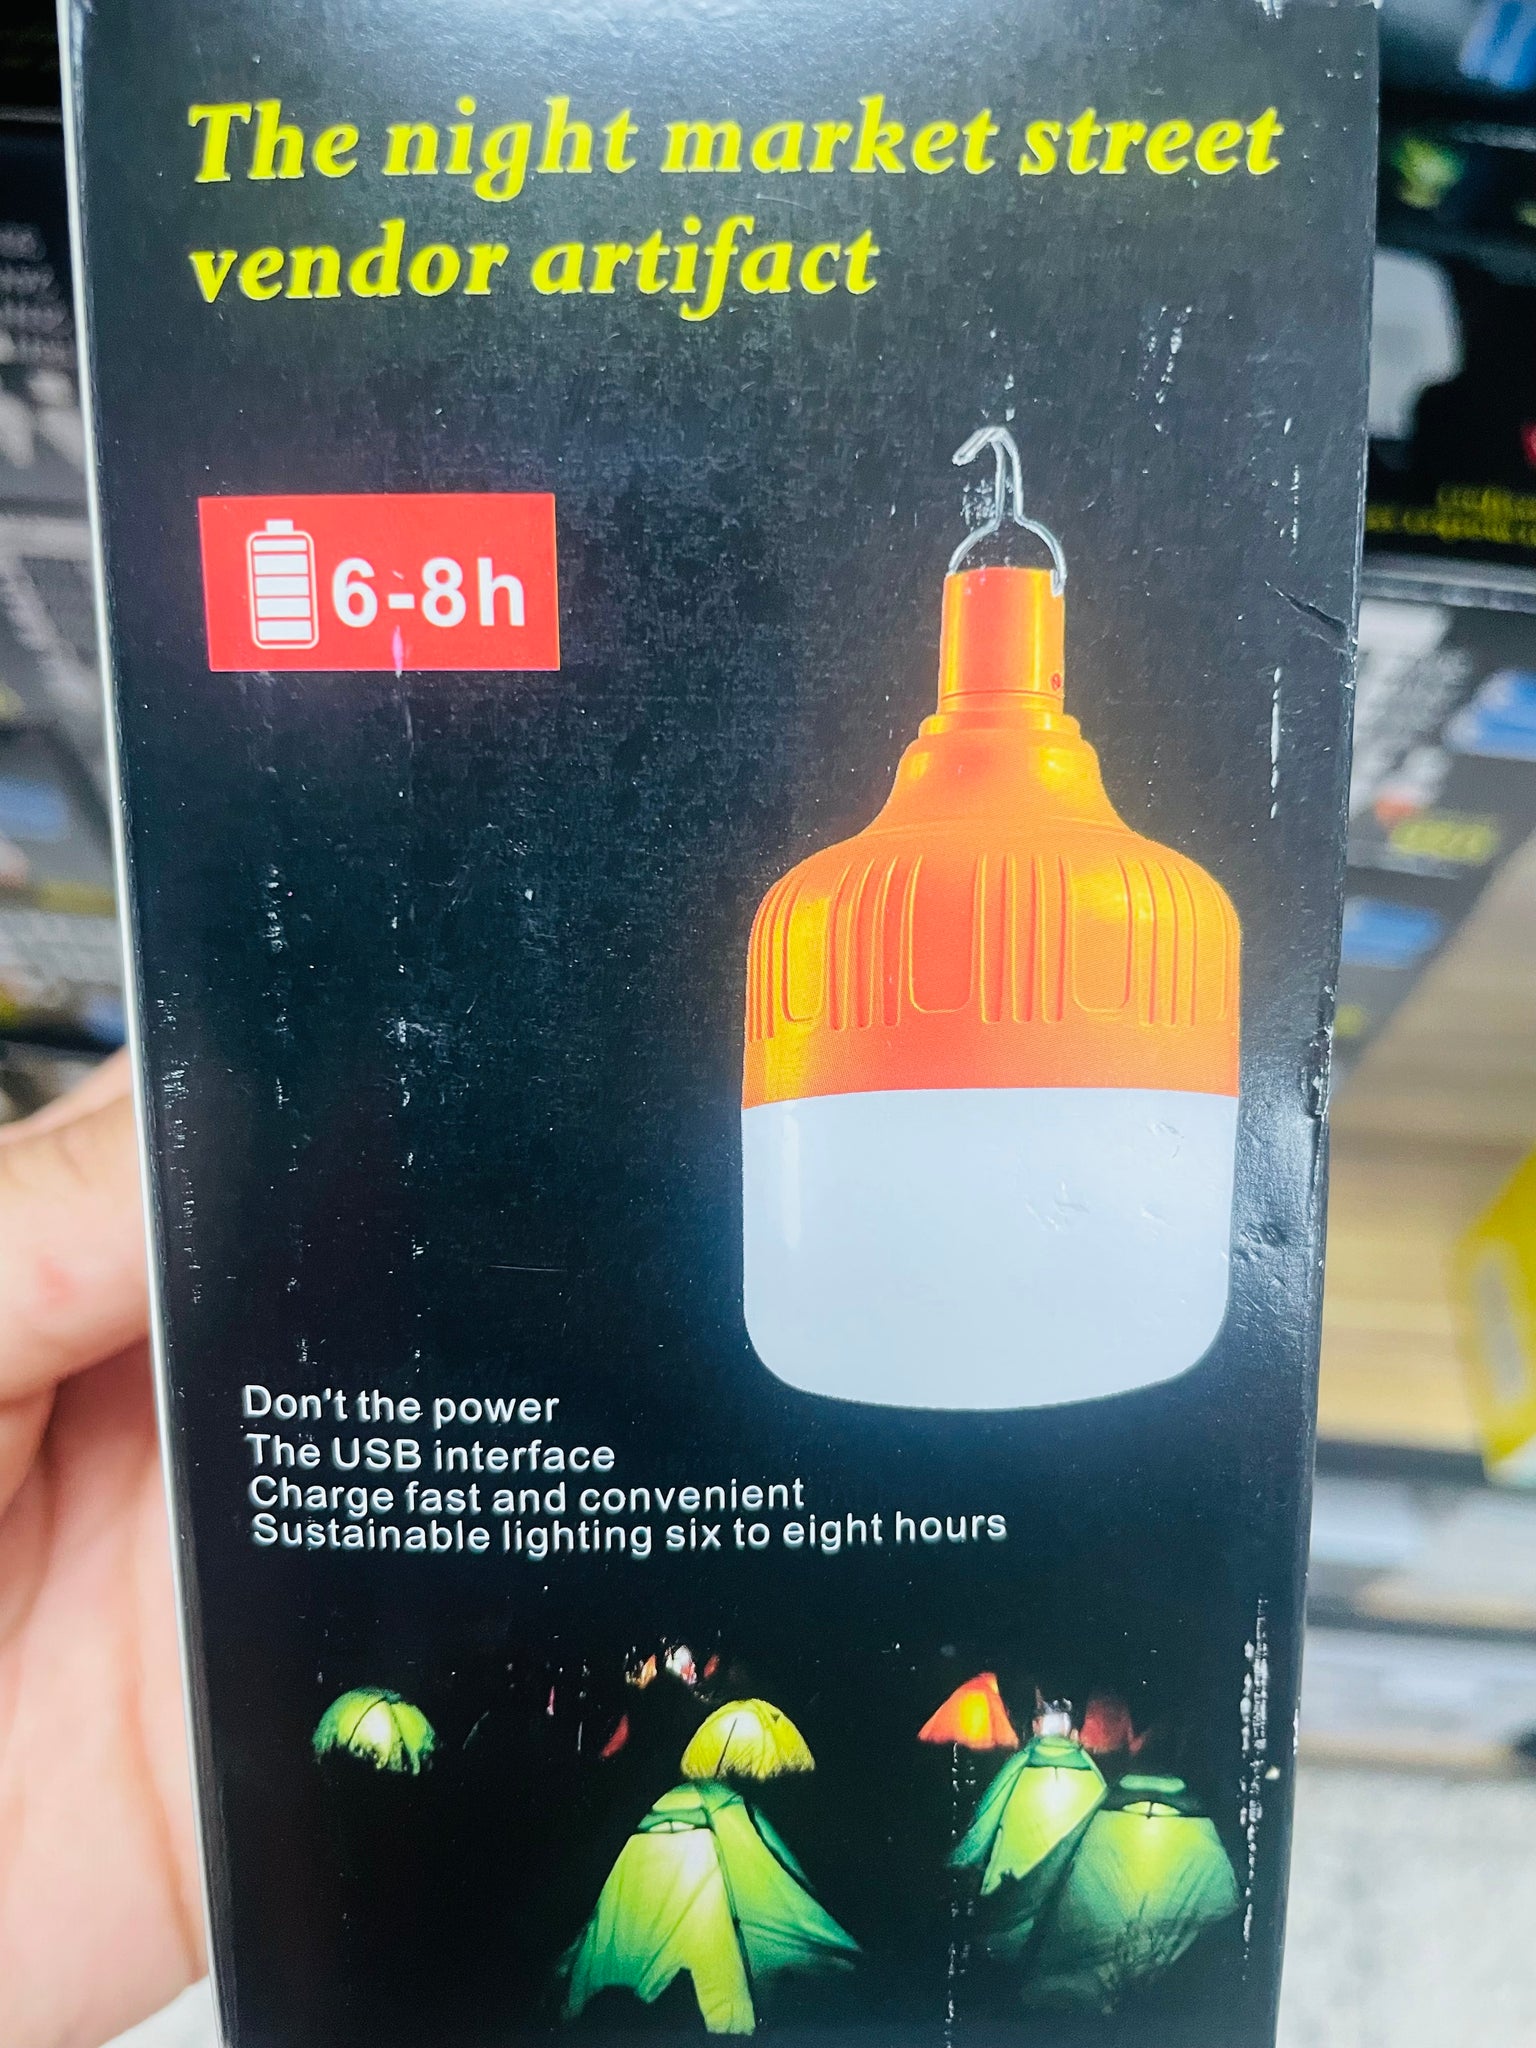 The night market street
vendor artifact
6-8h
Don't the power
The USB interface
Charge fast and convenient
Sustainable lighting six to eight hours